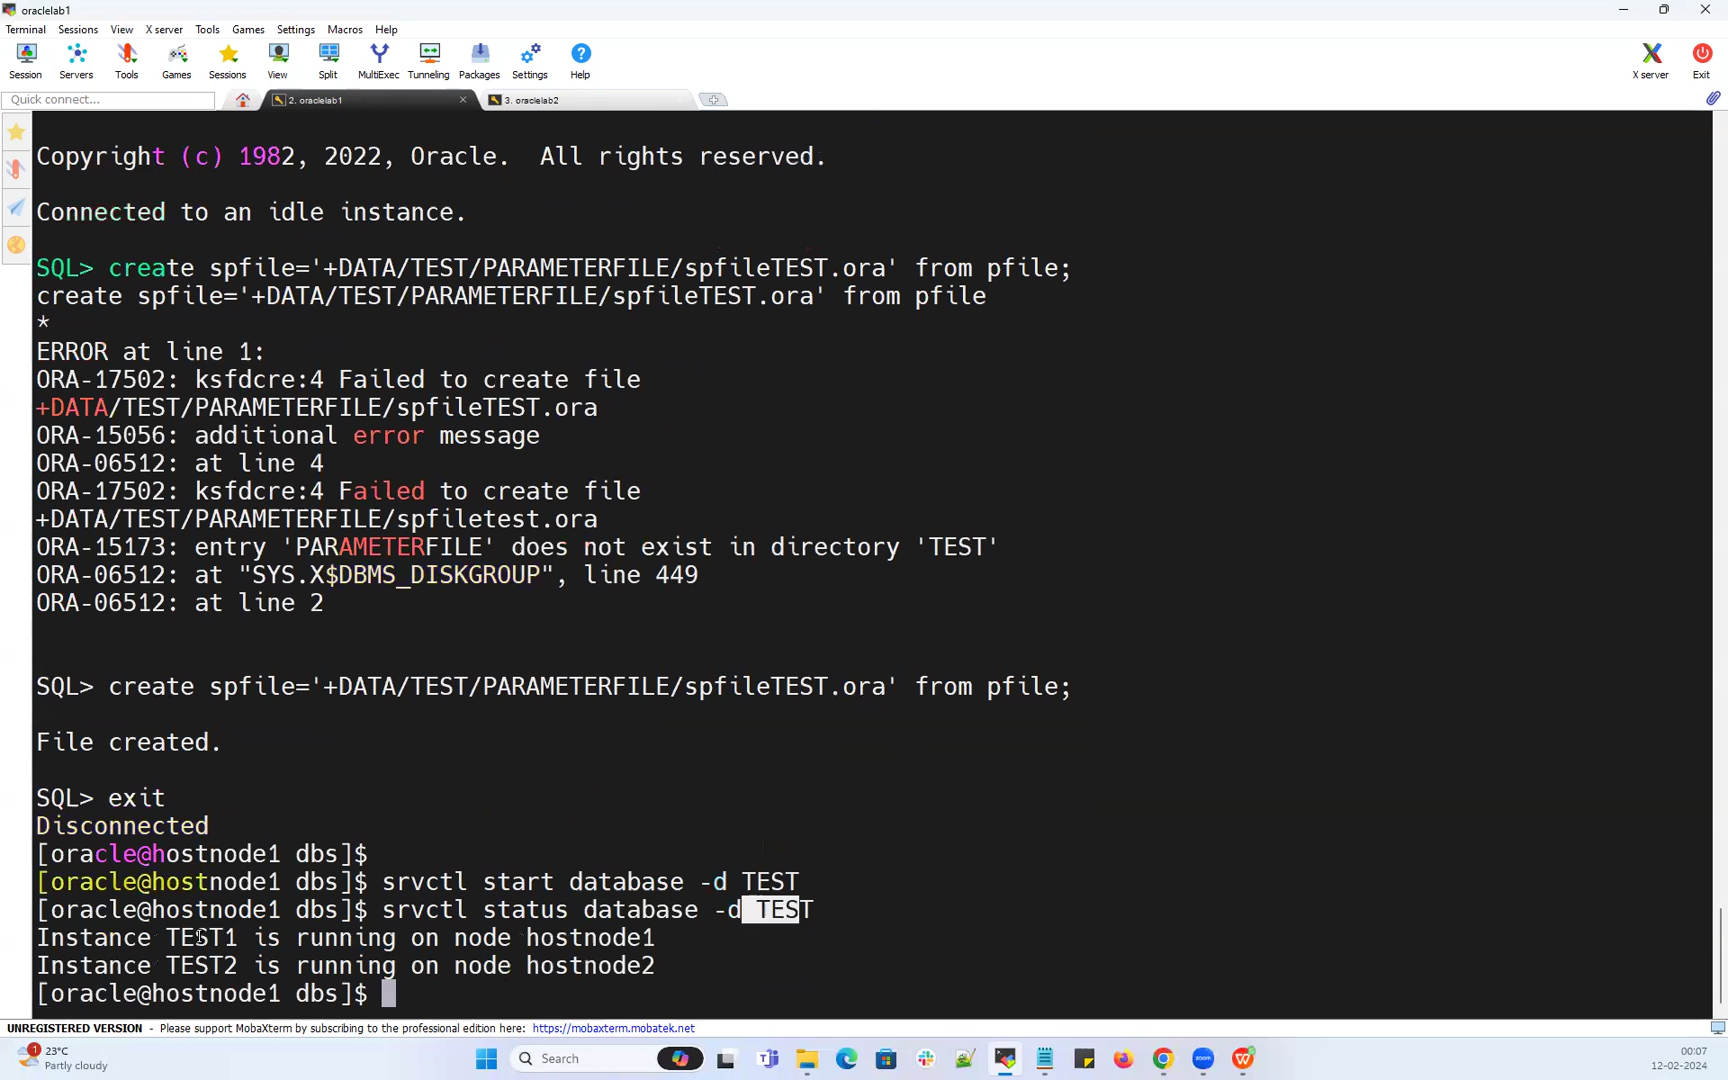 oraclelab1
Terminal Sessions View X server Tools Games Settings Macros Help
Session Servers Tools Games Sessions View Split MultiExec Tunneling Packages Settings Help X server Exit
Quick connect... 2. oraclelab1 3. oraclelab2
Copyright (c) 1982, 2022, Oracle. All rights reserved.
Connected to an idle instance.
SQL> create spfile='+DATA/TEST/PARAMETERFILE/spfileTEST.ora' from pfile;
create spfile='+DATA/TEST/PARAMETERFILE/spfileTEST.ora' from pfile
*
ERROR at line 1:
ORA-17502: ksfdcre:4 Failed to create file
+DATA/TEST/PARAMETERFILE/spfileTEST.ora
ORA-15056: additional error message
ORA-06512: at line 4
ORA-17502: ksfdcre:4 Failed to create file
+DATA/TEST/PARAMETERFILE/spfiletest.ora
ORA-15173: entry 'PARAMETERFILE' does not exist in directory 'TEST'
ORA-06512: at "SYS.X$DBMS_DISKGROUP", line 449
ORA-06512: at line 2
SQL> create spfile='+DATA/TEST/PARAMETERFILE/spfileTEST.ora' from pfile;
File created.
SQL> exit
Disconnected
[oracle@hostnode1 dbs]$
[oracle@hostnode1 dbs]$ srvctl start database -d TEST
[oracle@hostnode1 dbs]$ srvctl status database -d TEST
Instance TEST1 is running on node hostnode1
Instance TEST2 is running on node hostnode2
[oracle@hostnode1 dbs]$
UNREGISTERED VERSION - Please support MobaXterm by subscribing to the professional edition here: https://mobaxterm.mobatek.net
1 23°C
Partly cloudy
Search
zoom
00:07
12-02-2024